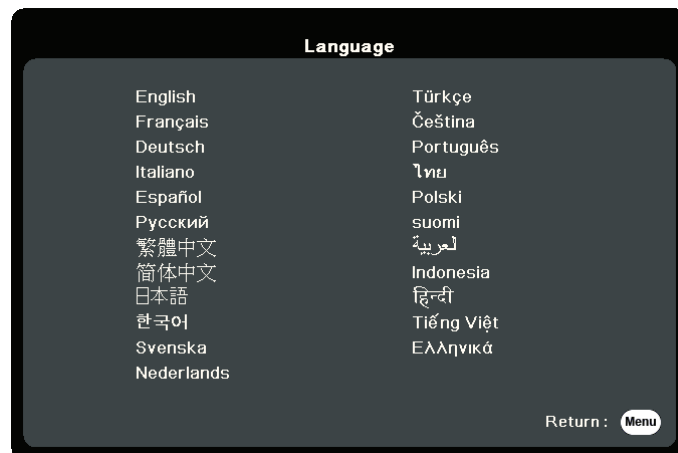 Language
English
Français
Deutsch
Italiano
Español
Русский
繁體中文
简体中文
日本語
한국어
Svenska
Nederlands
Türkçe
Čeština
Português
ไทย
Polski
suomi
لعربية
Indonesia
हिन्दी
Tiếng Việt
Ελληνικά
Return: Menu